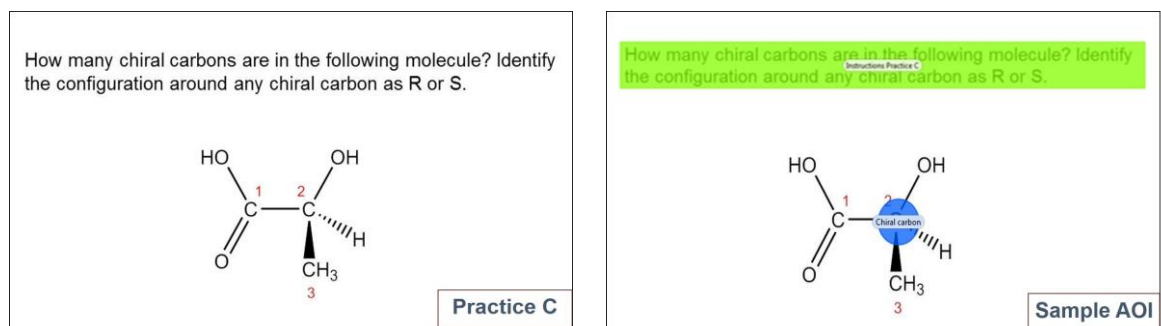 How many chiral carbons are in the following molecule? Identify
the configuration around any chiral carbon as R or S.
HO
OH
1
2
C
C
H
O
CH3
3
Practice C
How many chiral carbons are in the following molecule? Identify
Instructions Practice C
the configuration around any chiral carbon as R or S.
HO
OH
1
2
C
Chiral carbon
H
O
CH3
3
Sample AOI